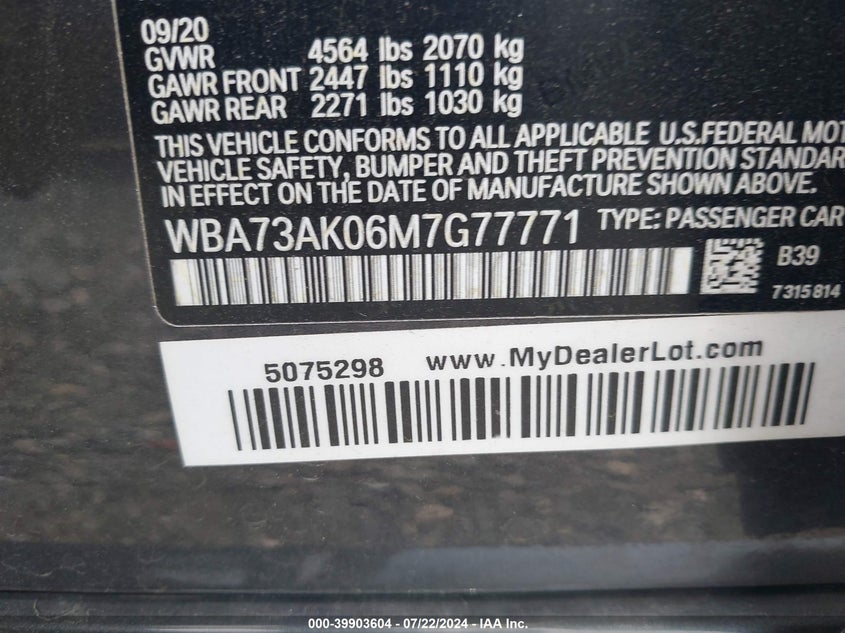 09/20
GVWR 4564 lbs 2070 kg
GAWR FRONT 2447 lbs 1110 kg
GAWR REAR 2271 lbs 1030 kg
THIS VEHICLE CONFORMS TO ALL APPLICABLE U.S.FEDERAL MOT
VEHICLE SAFETY, BUMPER AND THEFT PREVENTION STANDAR
IN EFFECT ON THE DATE OF MANUFACTURE SHOWN ABOVE.
WBA73AK06M7G77771 TYPE: PASSENGER CAR
B39
7315814
5075298 www.MyDealerLot.com
000-39903604 - 07/22/2024 - IAA Inc.